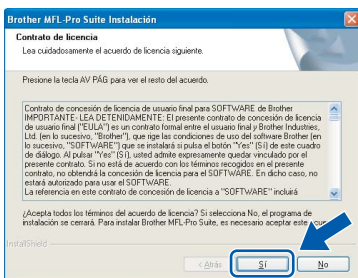 Brother MFL-Pro Suite Instalación
Contrato de licencia
Lea cuidadosamente el acuerdo de licencia siguiente.
Presione la tecla AV PÁG para ver el resto del acuerdo.
Contrato de concesión de licencia de usuario final para SOFTWARE de Brother
IMPORTANTE- LEA DETENIDAMENTE: El presente contrato de concesión de licencia
de usuario final ("EULA") es un contrato formal entre el usuario final y Brother Industries,
Ltd. (en lo sucesivo, "Brother"), que rige las condiciones de uso del software Brother (en
lo sucesivo, "SOFTWARE") que se instalará si pulsa el botón "Yes" (Sí) de este cuadro
de diálogo. Al pulsar "Yes" (Sí), usted admite expresamente quedar vinculado por el
presente contrato. Si no está de acuerdo con los términos recogidos en el presente
contrato, no obtendrá la concesión de licencia para el SOFTWARE. En dicho caso, no
estará autorizado para usar el SOFTWARE.
La referencia en este contrato de concesión de licencia a "SOFTWARE" incluirá
¿Acepta todos los términos del acuerdo de licencia? Si selecciona No, el programa de
instalación se cerrará. Para instalar Brother MFL-Pro Suite, es necesario aceptar este
InstallShield
< Atrás
Sí
No